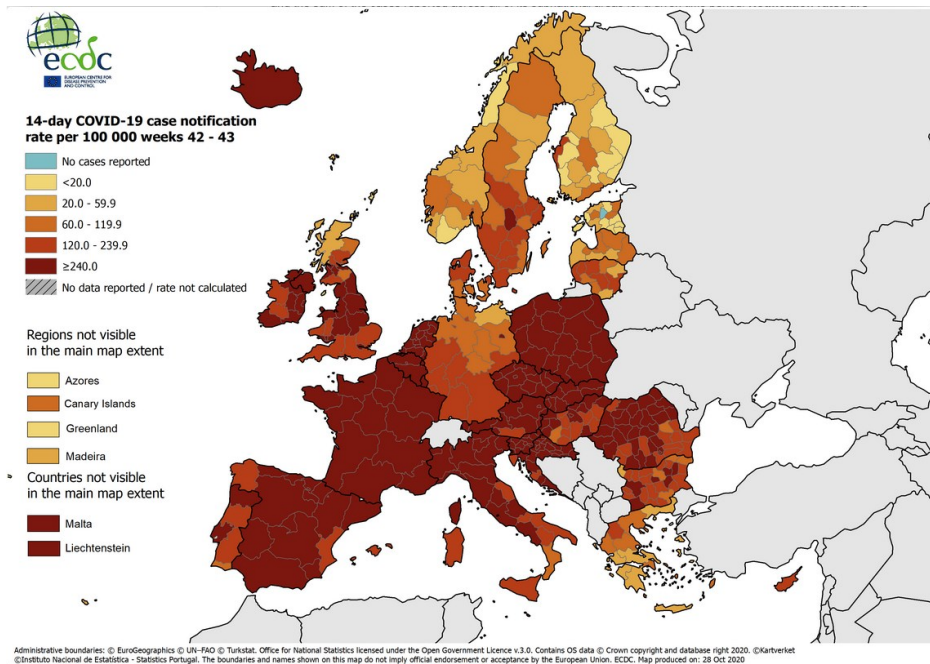 ecdc
EUROPEAN CENTRE FOR
DISEASE PREVENTION
AND CONTROL
14-day COVID-19 case notification
rate per 100 000 weeks 42 - 43
No cases reported
<20.0
20.0 - 59.9
60.0 - 119.9
120.0 - 239.9
≥240.0
No data reported / rate not calculated
Regions not visible
in the main map extent
Azores
Canary Islands
Greenland
Madeira
Countries not visible
in the main map extent
Malta
Liechtenstein
Administrative boundaries: © EuroGeographics © UN–FAO © Turkstat. Office for National Statistics licensed under the Open Government Licence v.3.0. Contains OS data © Crown copyright and database right 2020. ©Kartverket
©Instituto Nacional de Estatística - Statistics Portugal. The boundaries and names shown on this map do not imply official endorsement or acceptance by the European Union. ECDC. Map produced on: 28 Oct 2020